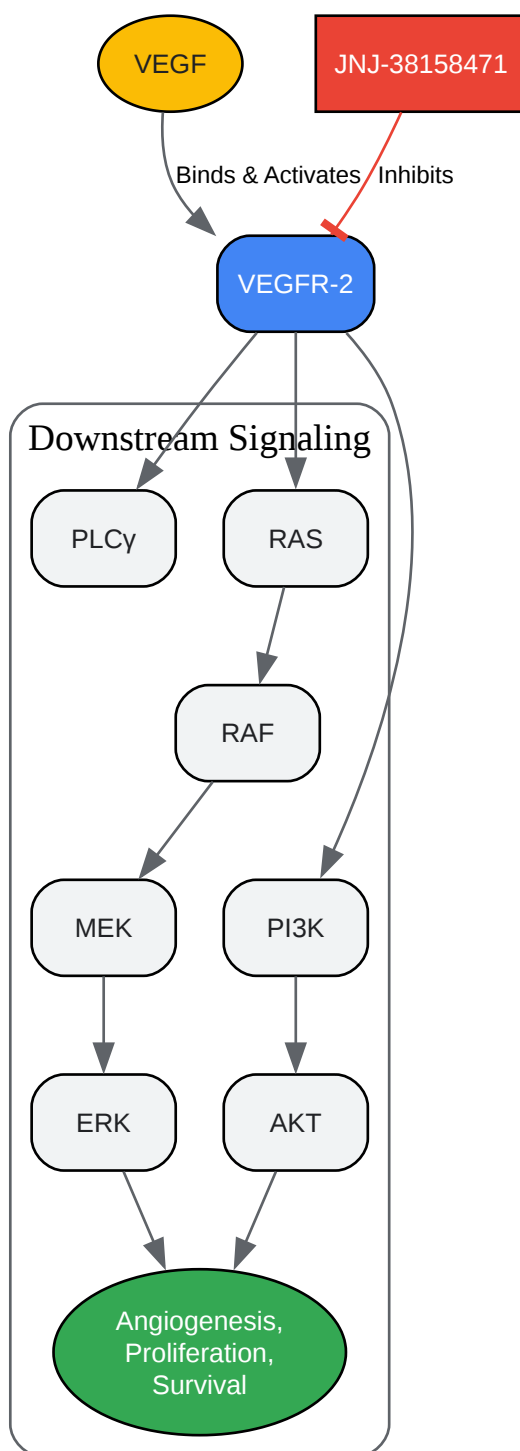 VEGF
JNJ-38158471
Binds & Activates
Inhibits
VEGFR-2
Downstream Signaling
PLCγ
RAS
RAF
MEK
PI3K
ERK
AKT
Angiogenesis,
Proliferation,
Survival